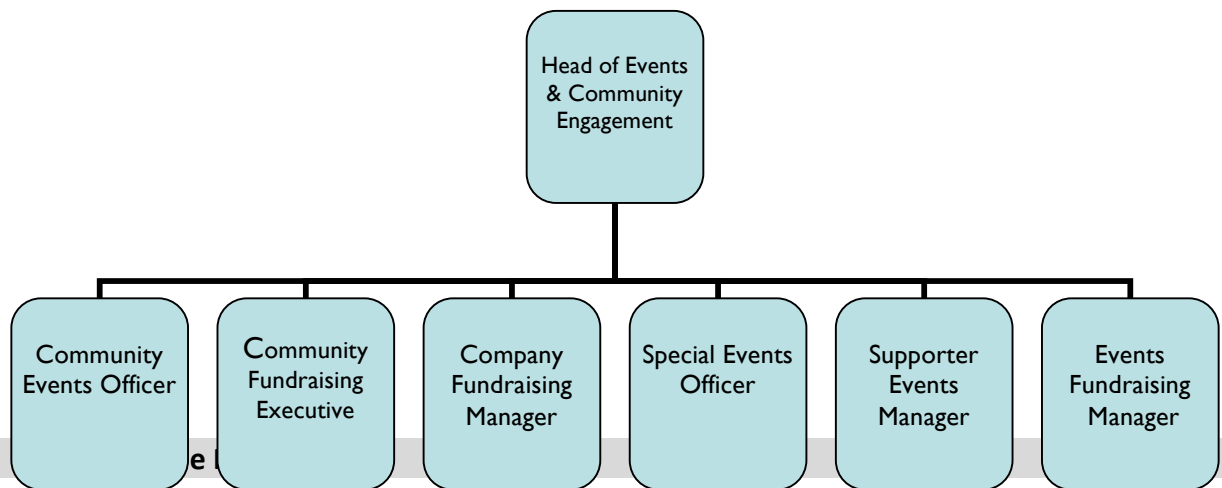 Head of Events
& Community
Engagement
Community
Events Officer
Community
Fundraising
Executive
Company
Fundraising
Manager
Special Events
Officer
Supporter
Events
Manager
Events
Fundraising
Manager